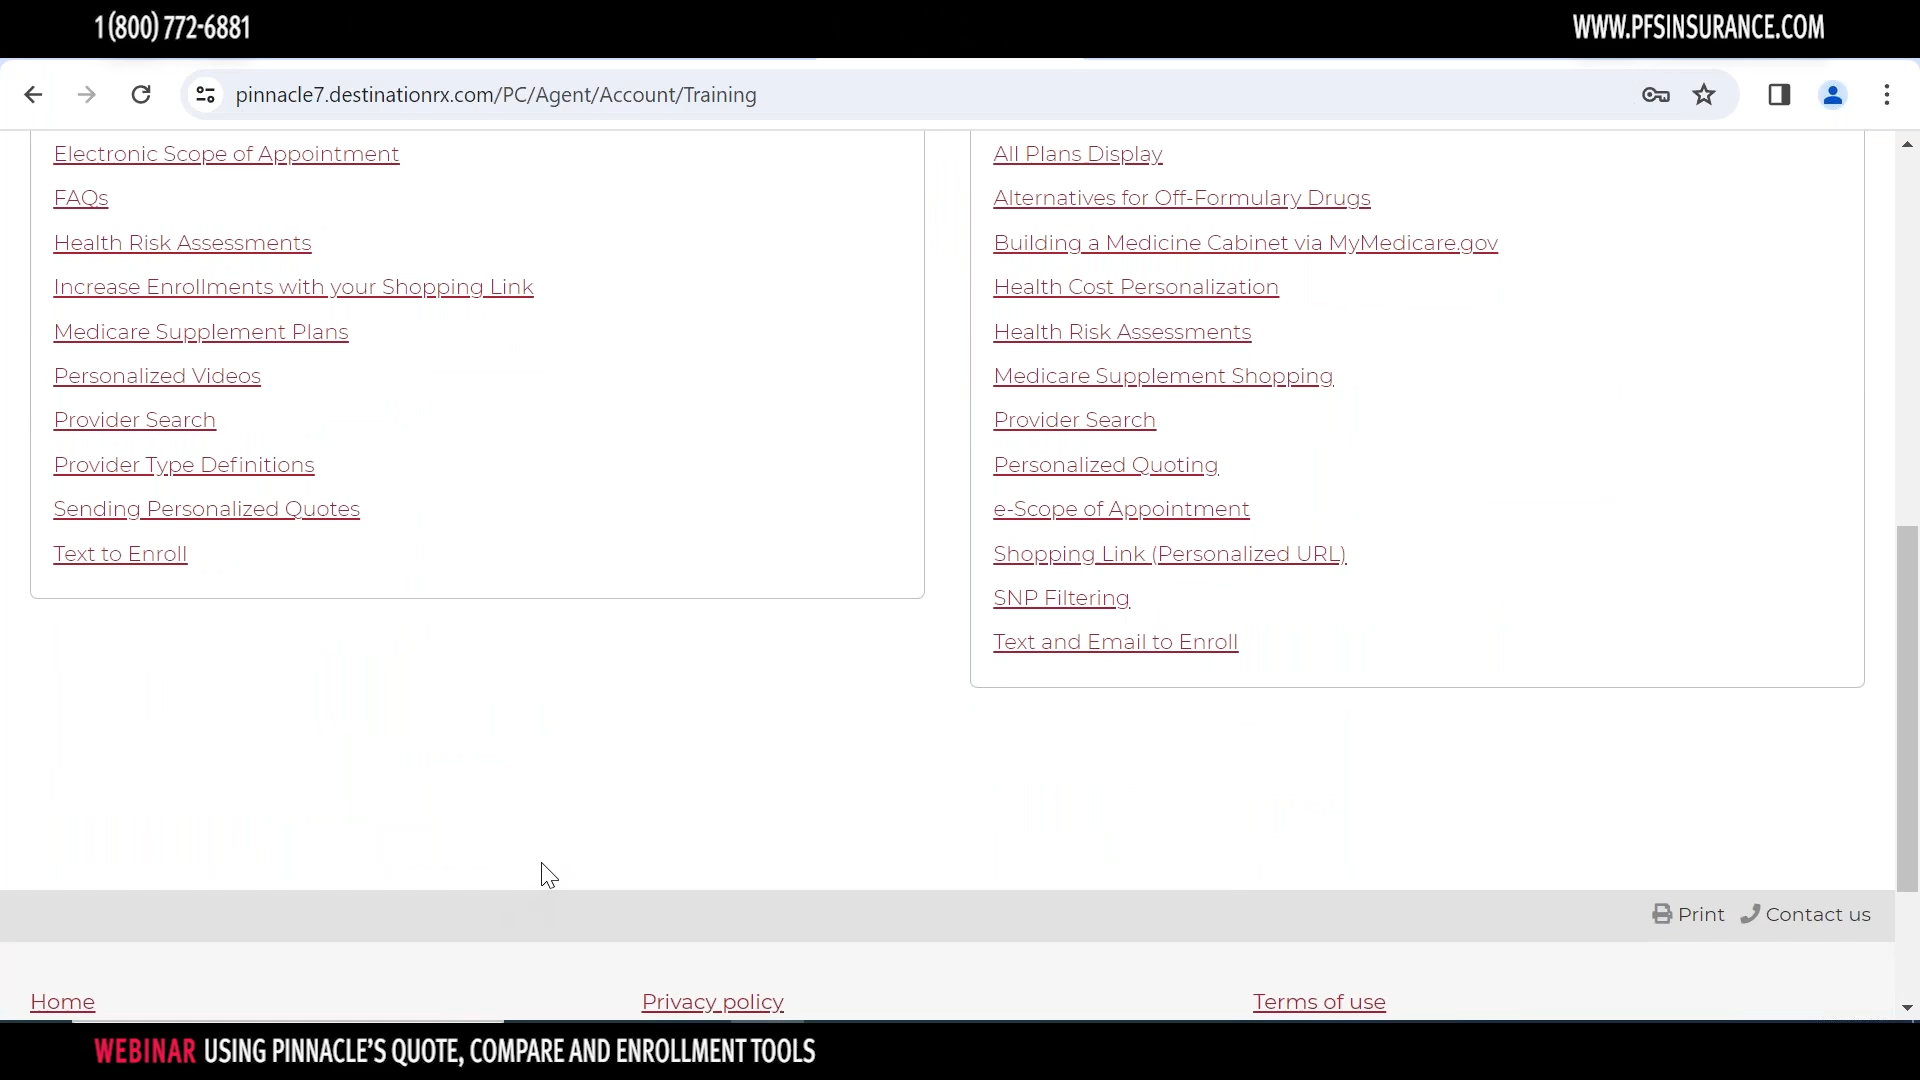 1 (800) 772-6881
WWW.PFSINSURANCE.COM
pinnacle7.destinationrx.com/PC/Agent/Account/Training
Electronic Scope of Appointment
FAQs
Health Risk Assessments
Increase Enrollments with your Shopping Link
Medicare Supplement Plans
Personalized Videos
Provider Search
Provider Type Definitions
Sending Personalized Quotes
Text to Enroll
All Plans Display
Alternatives for Off-Formulary Drugs
Building a Medicine Cabinet via MyMedicare.gov
Health Cost Personalization
Health Risk Assessments
Medicare Supplement Shopping
Provider Search
Personalized Quoting
e-Scope of Appointment
Shopping Link (Personalized URL)
SNP Filtering
Text and Email to Enroll
Print
Contact us
Home
Privacy policy
Terms of use
WEBINAR USING PINNACLE'S QUOTE, COMPARE AND ENROLLMENT TOOLS